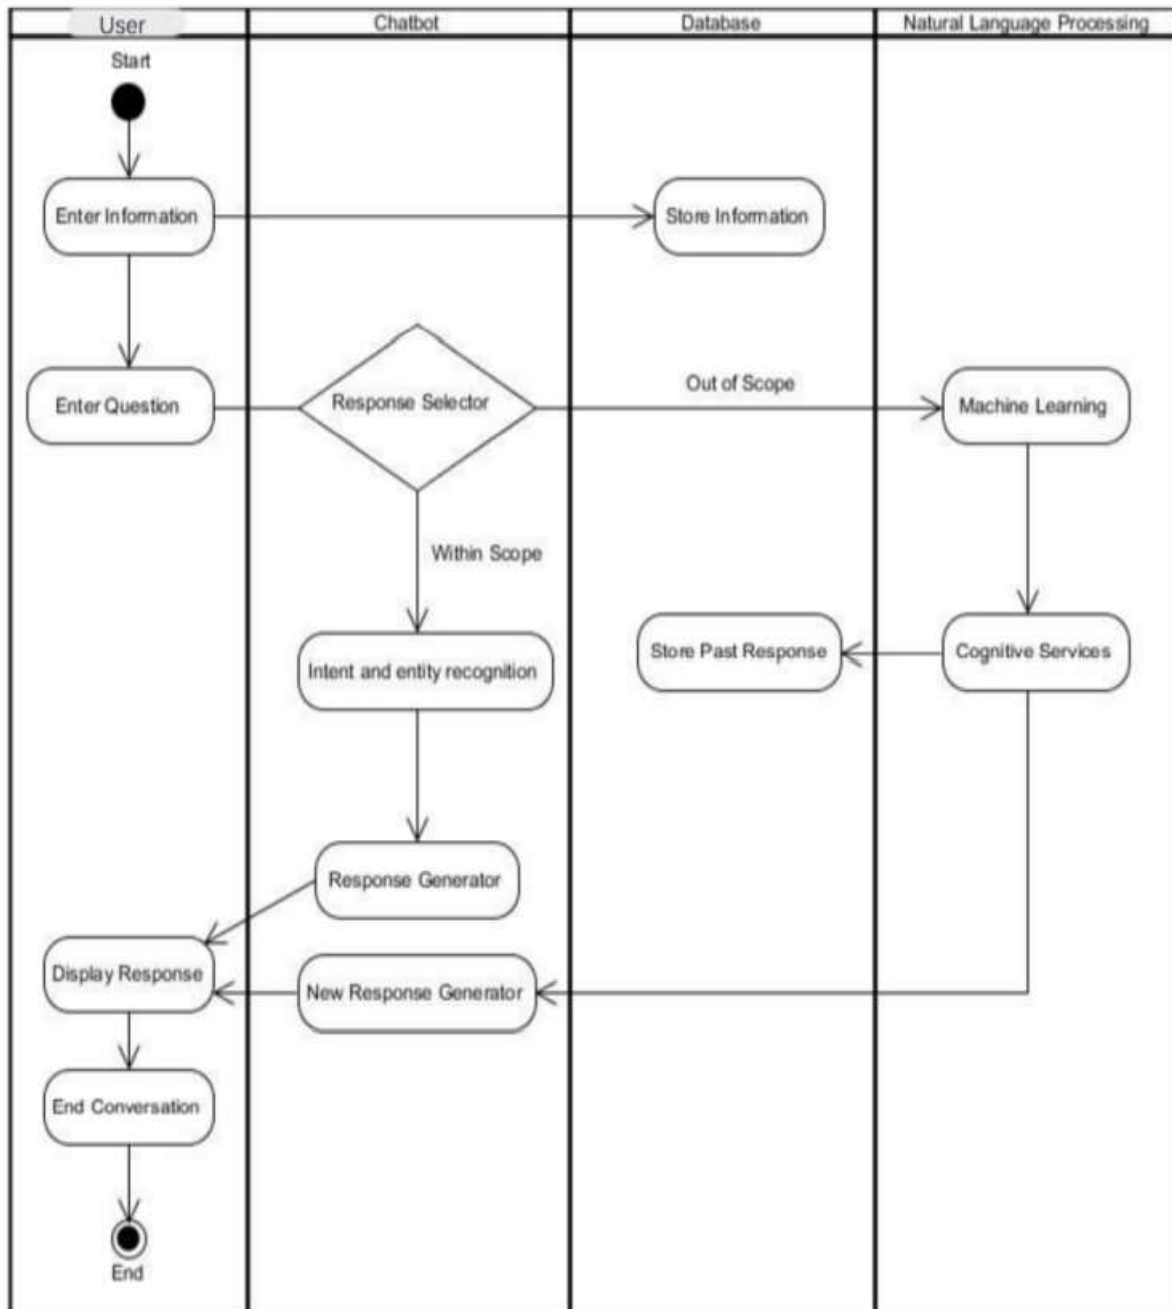 User
Chatbot
Database
Natural Language Processing
Start
Enter Information
Store Information
Enter Question
Response Selector
Out of Scope
Machine Learning
Within Scope
Intent and entity recognition
Store Past Response
Cognitive Services
Response Generator
Display Response
New Response Generator
End Conversation
End